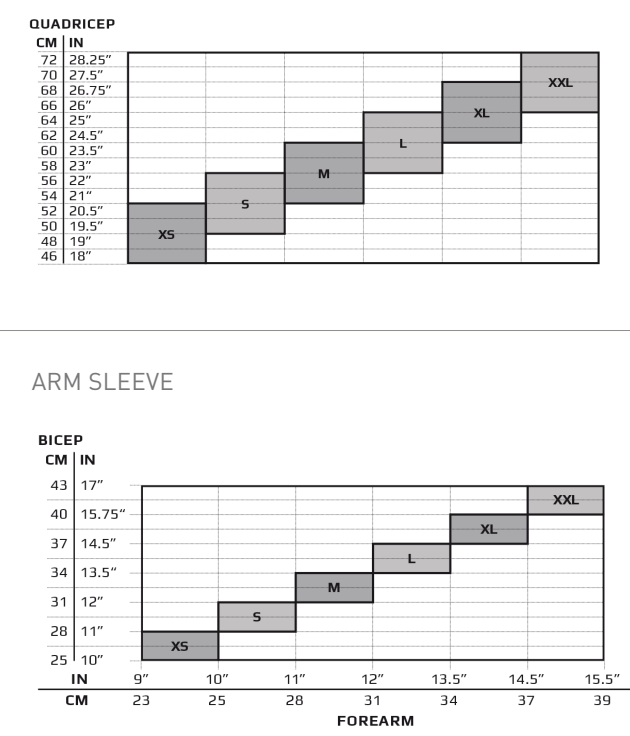 QUADRICEP
CM IN
72 28.25”
70 27.5”
68 26.75”
66 26”
64 25”
62 24.5”
60 23.5”
58 23”
56 22”
54 21“
52 20.5”
50 19.5”
48 19”
46 18”
XXL
XL
L
M
S
XS
ARM SLEEVE
BICEP
CM IN
43 17”
40 15.75“
37 14.5”
34 13.5“
31 12”
28 11”
25 10”
XXL
XL
L
M
S
XS
IN 9” 10” 11” 12” 13.5” 14.5” 15.5”
CM 23 25 28 31 34 37 39
FOREARM